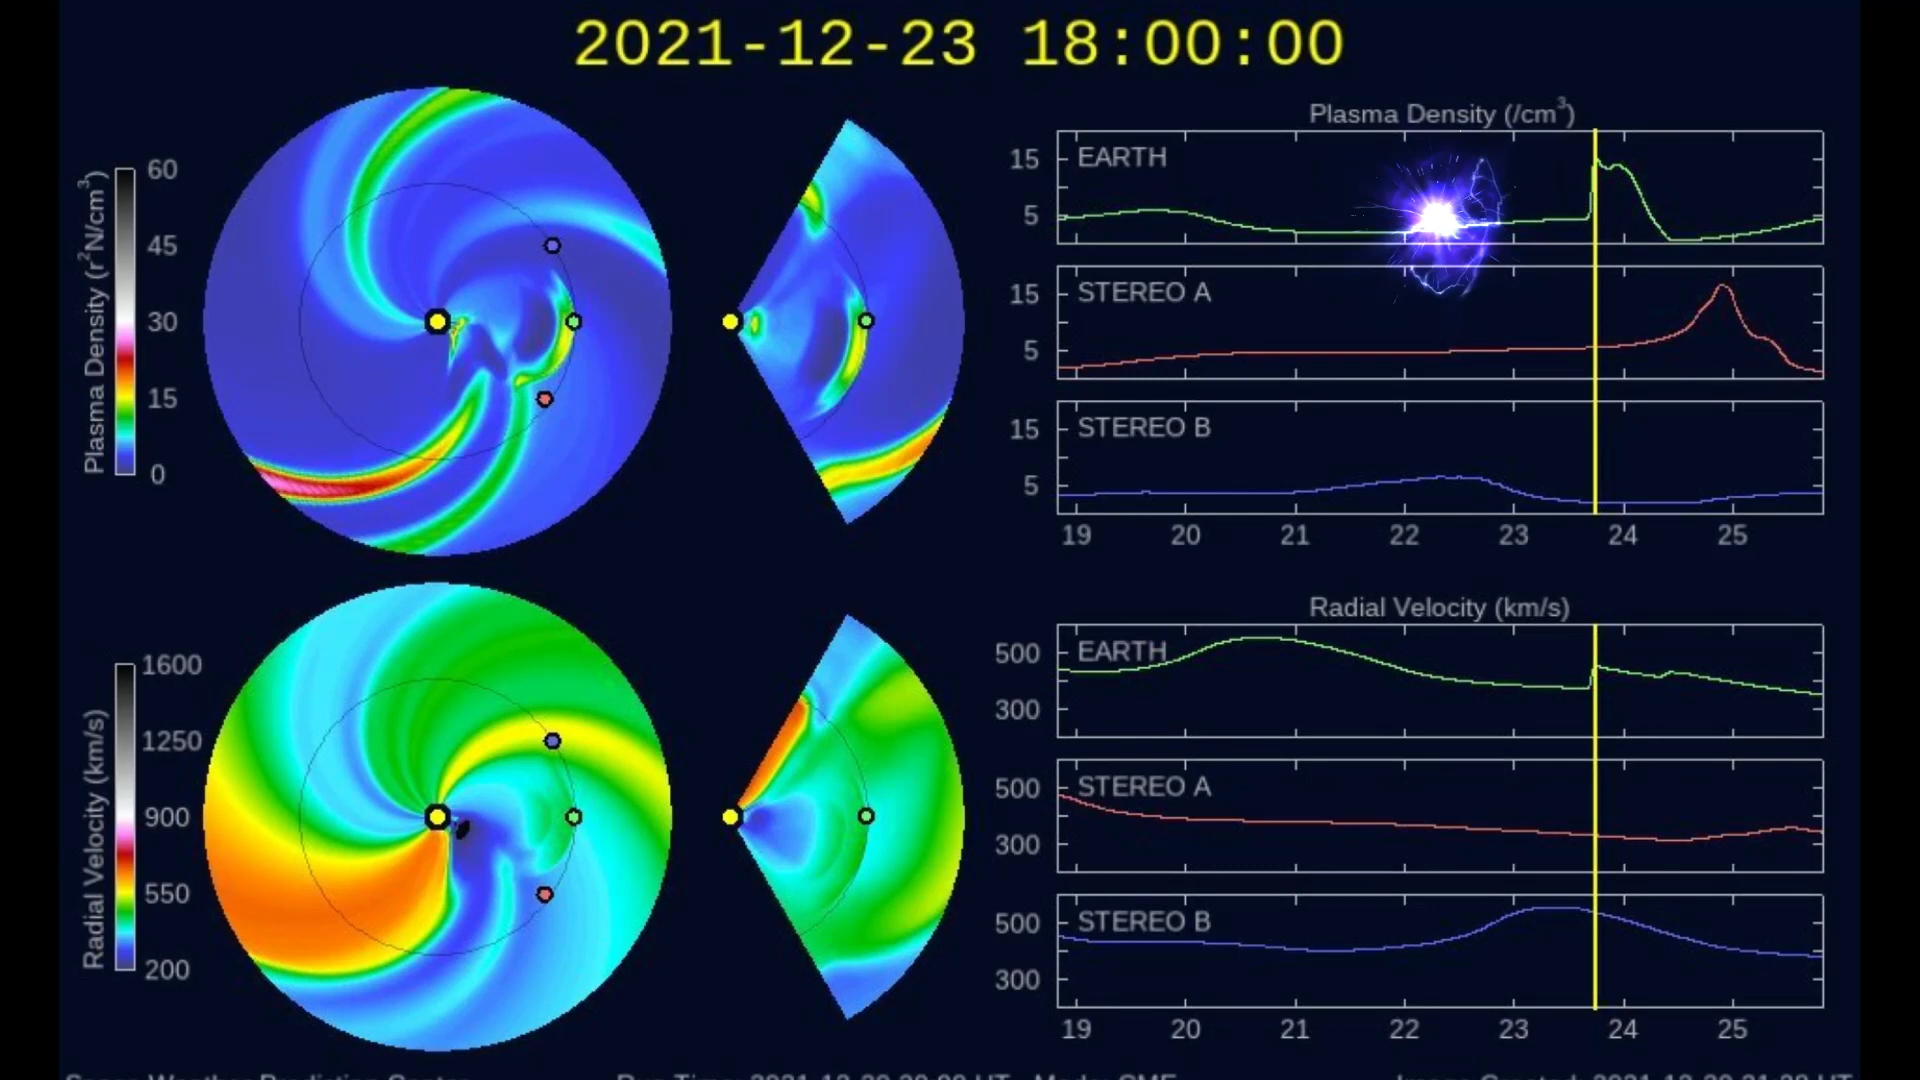 2021-12-23 18:00:00
Plasma Density (r²N/cm³)
60
45
30
15
0
Plasma Density (/cm³)
EARTH
15
5
STEREO A
15
5
STEREO B
15
5
19 20 21 22 23 24 25
Radial Velocity (km/s)
1600
1250
900
550
200
Radial Velocity (km/s)
EARTH
500
300
STEREO A
500
300
STEREO B
500
300
19 20 21 22 23 24 25